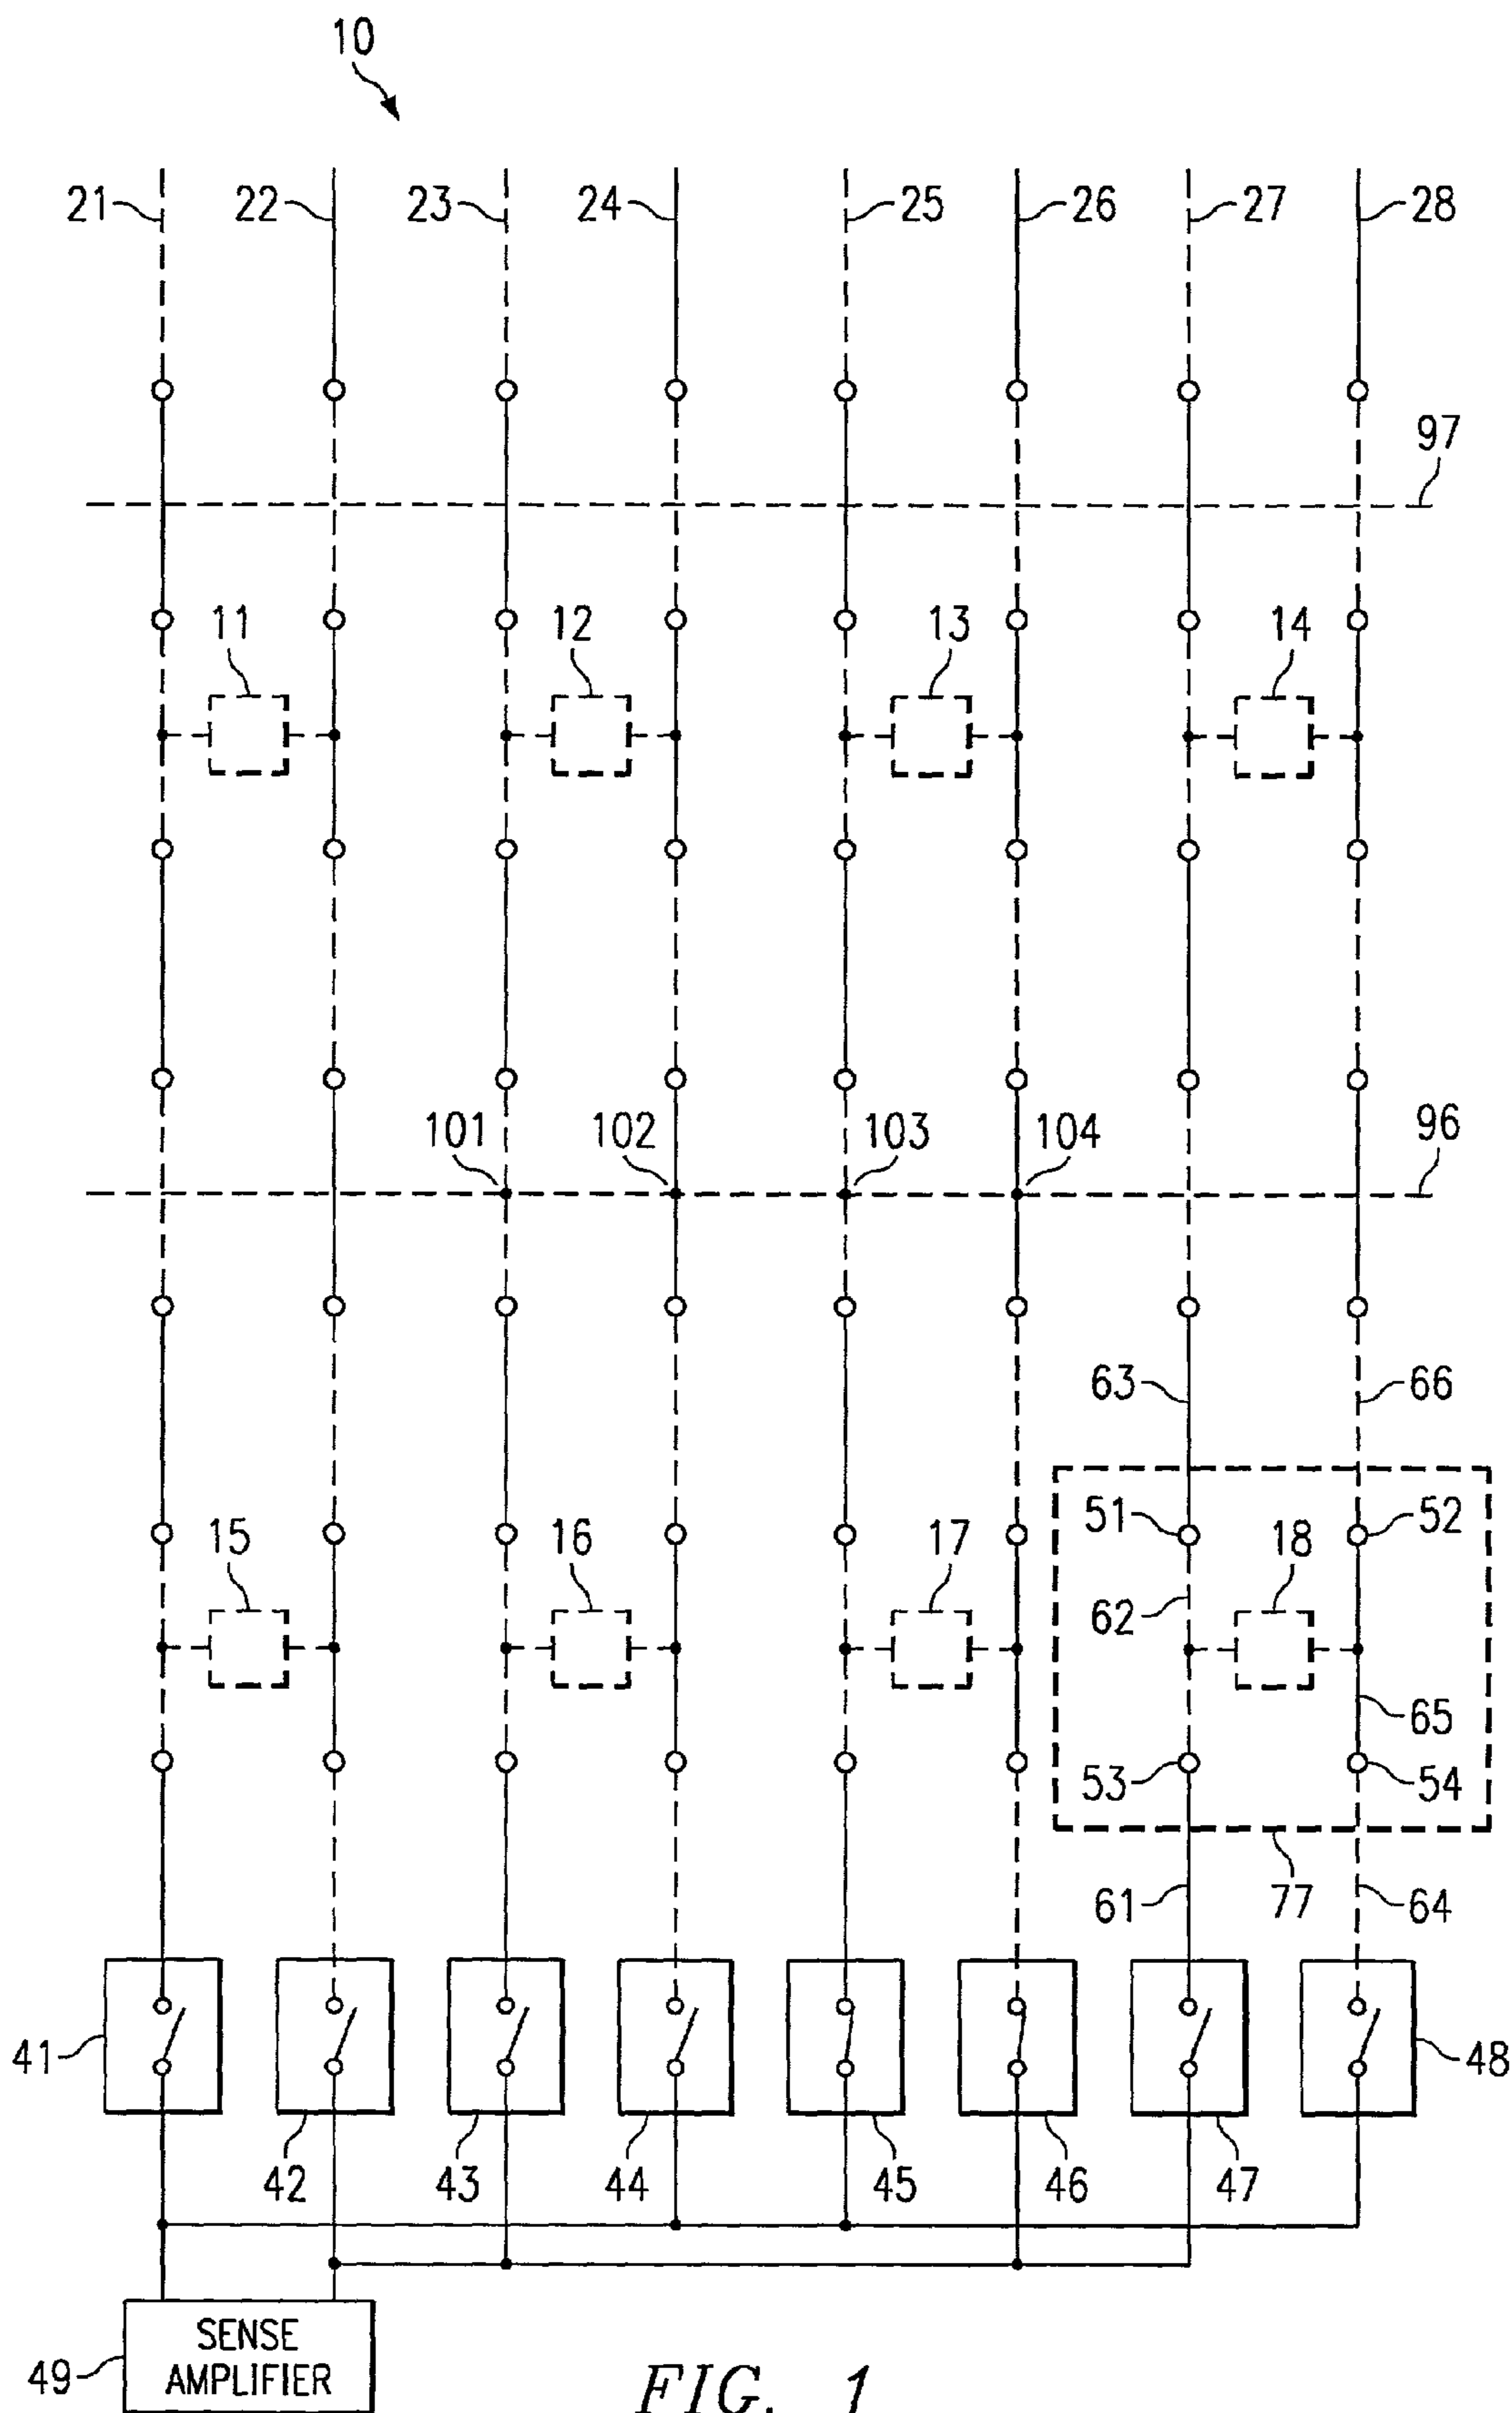 10
21 22 23 24 25 26 27 28
97
11 12 13 14
101 102 103 104 96
63 66
51 52
15 16 17 18
62
65
53 54
61 77 64
41 48
42 43 44 45 46 47
SENSE
49 AMPLIFIER
FIG. 1